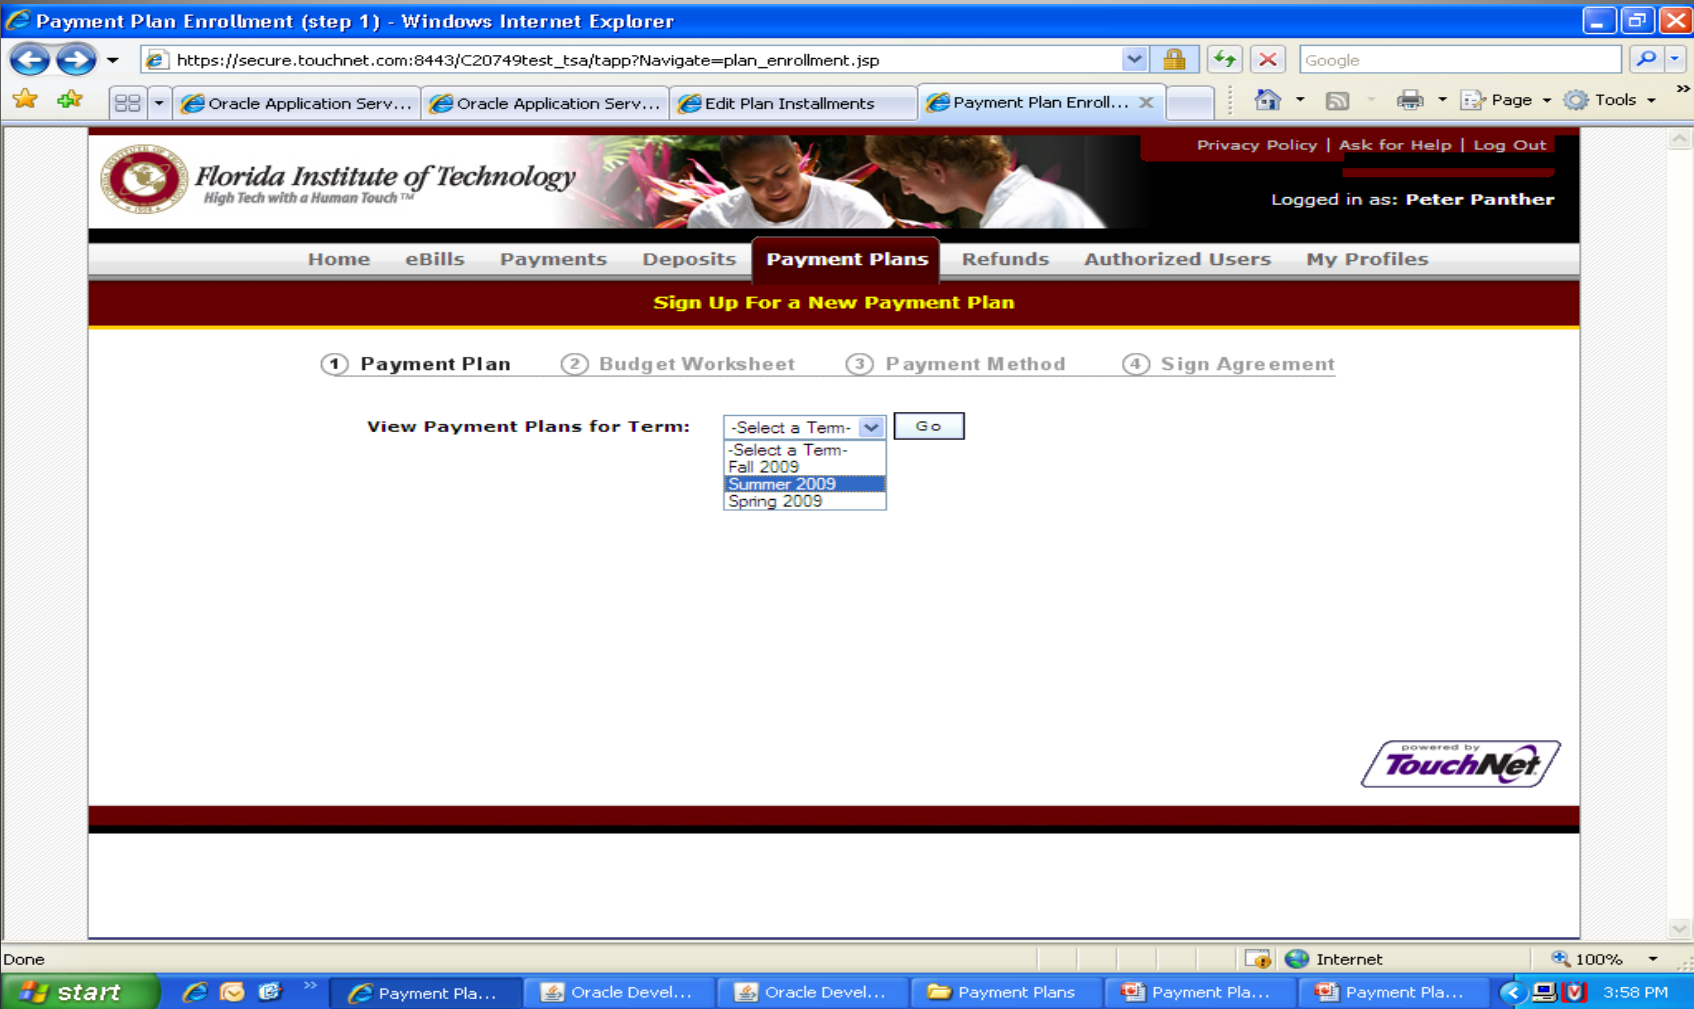 Payment Plan Enrollment (step 1) - Windows Internet Explorer
https://secure.touchnet.com:8443/C20749test_tsa/tapp?Navigate=plan_enrollment.jsp
Google
Oracle Application Serv...
Oracle Application Serv...
Edit Plan Installments
Payment Plan Enroll...
Page
Tools
Florida Institute of Technology
High Tech with a Human Touch™
Privacy Policy | Ask for Help | Log Out
Logged in as: Peter Panther
Home eBills Payments Deposits Payment Plans Refunds Authorized Users My Profiles
Sign Up For a New Payment Plan
1 Payment Plan 2 Budget Worksheet 3 Payment Method 4 Sign Agreement
View Payment Plans for Term: -Select a Term- Go
-Select a Term-
Fall 2009
Summer 2009
Spring 2009
powered by
TouchNet
Done Internet 100%
start Payment Pla... Oracle Devel... Oracle Devel... Payment Plans Payment Pla... Payment Pla... 3:58 PM